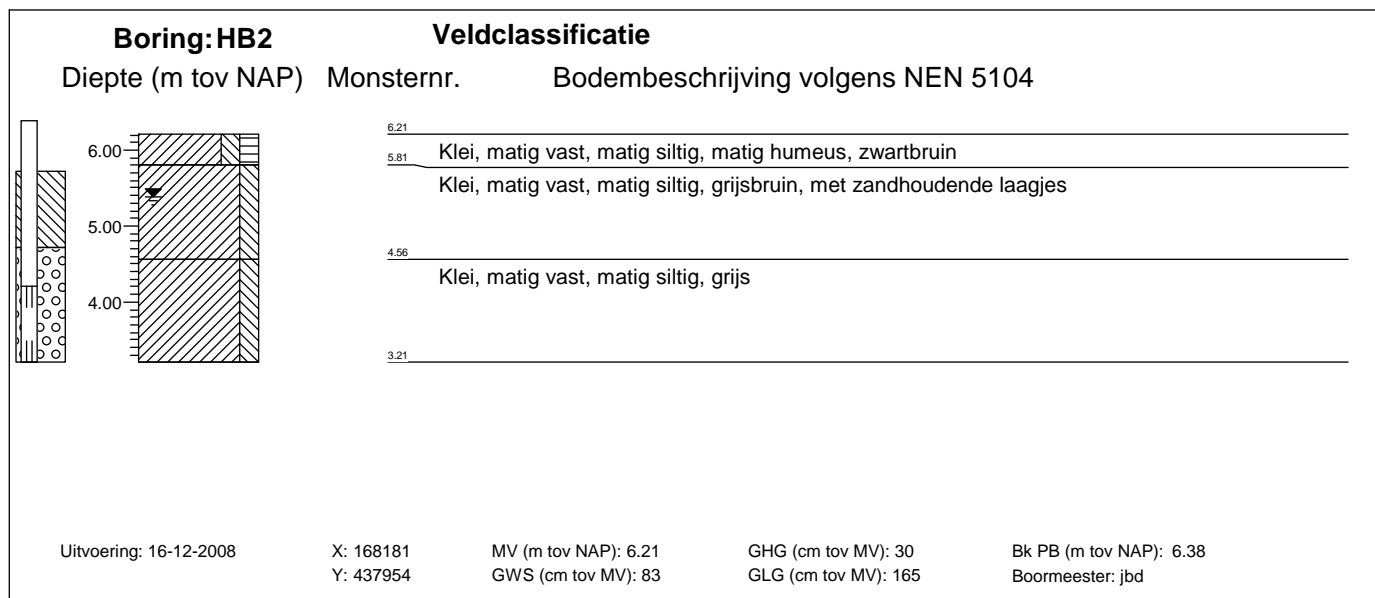 Boring: HB2 Veldclassificatie
Diepte (m tov NAP) Monsternr. Bodembeschrijving volgens NEN 5104
6.21
6.00
Klei, matig vast, matig siltig, matig humeus, zwartbruin
5.81
Klei, matig vast, matig siltig, grijsbruin, met zandhoudende laagjes
5.00
4.56
Klei, matig vast, matig siltig, grijs
4.00
3.21
Uitvoering: 16-12-2008 X: 168181 MV (m tov NAP): 6.21 GHG (cm tov MV): 30 Bk PB (m tov NAP): 6.38
Y: 437954 GWS (cm tov MV): 83 GLG (cm tov MV): 165 Boormeester: jbd